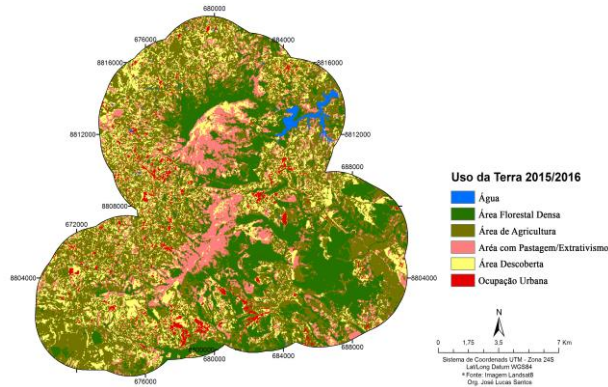 680000
676000
684000
8816000
8816000
8812000
8812000
688000
8808000
672000
8804000
8804000
680000
688000
684000
676000
Uso da Terra 2015/2016
Água
Área Florestal Densa
Área de Agricultura
Aréa com Pastagem/Extrativismo
Área Descoberta
Ocupação Urbana
N
0 1,75 3,5 7 Km
Sistema de Coordenads UTM - Zona 24S
Lat/Long Datum WGS84
* Fonte: Imagem Landsat8
Org. José Lucas Santos